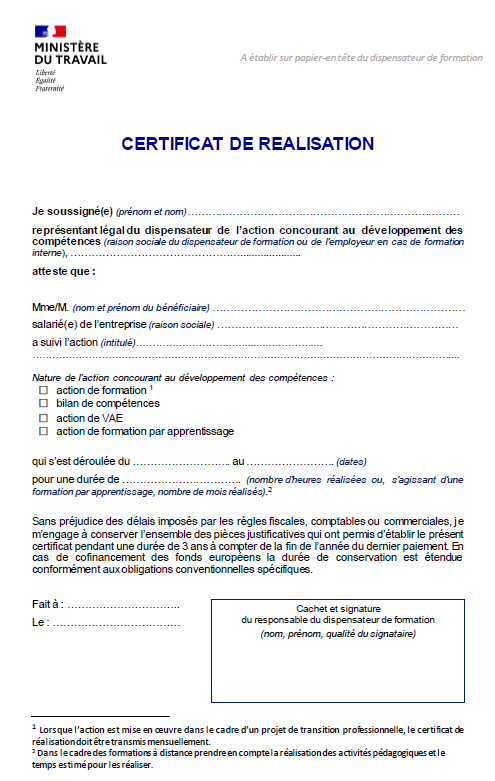 MINISTÈRE
DU TRAVAIL
Liberté
Égalité
Fraternité
A établir sur papier-en tête du dispensateur de formation
CERTIFICAT DE REALISATION
Je soussigné(e) (prénom et nom)……………………………………………………………………………
représentant légal du dispensateur de l'action concourant au développement des
compétences (raison sociale du dispensateur de formation ou de l'employeur en cas de formation
interne), ……………………………………………......................
atteste que :
Mme/M. (nom et prénom du bénéficiaire) ………………………………………………………………………
salarié(e) de l'entreprise (raison sociale) ……………………………………………………………………
a suivi l'action (intitulé)……………………………......……………………
……………………………………………………………………………………………………………………....
Nature de l'action concourant au développement des compétences :
☐ action de formation ¹
☐ bilan de compétences
☐ action de VAE
☐ action de formation par apprentissage
qui s'est déroulée du ………………………… au …………………….. (dates)
pour une durée de …………………………….. (nombre d'heures réalisées ou, s'agissant d'une
formation par apprentissage, nombre de mois réalisés).²
Sans préjudice des délais imposés par les règles fiscales, comptables ou commerciales, je
m'engage à conserver l'ensemble des pièces justificatives qui ont permis d'établir le présent
certificat pendant une durée de 3 ans à compter de la fin de l'année du dernier paiement. En
cas de cofinancement des fonds européens la durée de conservation est étendue
conformément aux obligations conventionnelles spécifiques.
Fait à : ……………………………..
Le : …………………………………
Cachet et signature
du responsable du dispensateur de formation
(nom, prénom, qualité du signataire)
¹ Lorsque l'action est mise en œuvre dans le cadre d'un projet de transition professionnelle, le certificat de
réalisation doit être transmis mensuellement.
² Dans le cadre des formations à distance prendre en compte la réalisation des activités pédagogiques et le
temps estimé pour les réaliser.